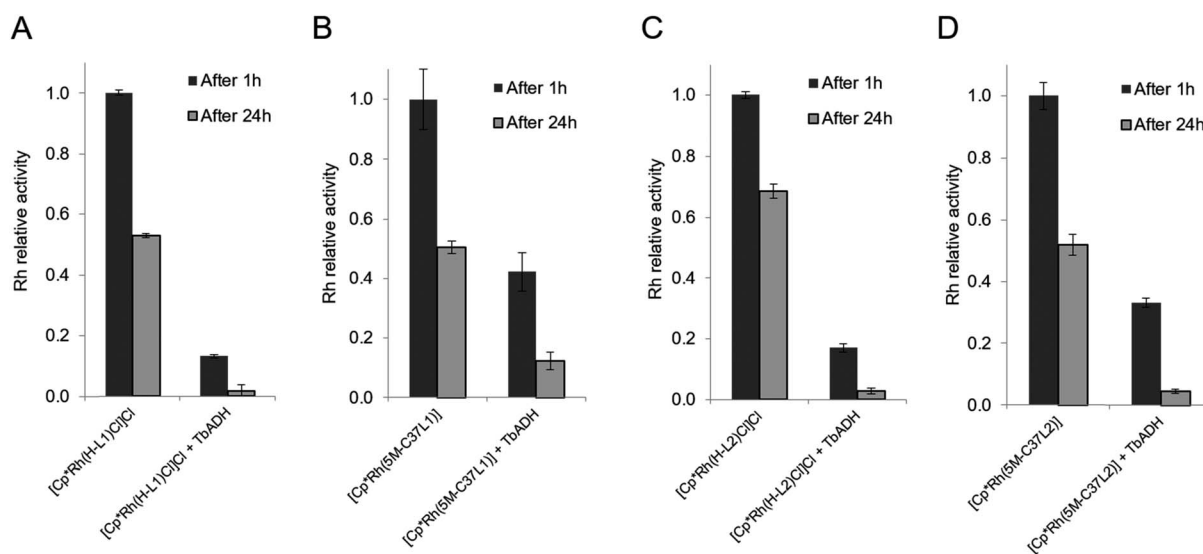 A
Rh relative activity
1.0
0.8
0.6
0.4
0.2
0.0
After 1h
After 24h
[Cp*Rh(H-L1)Cl]Cl
[Cp*Rh(H-L1)Cl]Cl + TbADH
B
Rh relative activity
1.0
0.8
0.6
0.4
0.2
0.0
After 1h
After 24h
[Cp*Rh(5M-C37L1)]
[Cp*Rh(5M-C37L1)] + TbADH
C
Rh relative activity
1.0
0.8
0.6
0.4
0.2
0.0
After 1h
After 24h
[Cp*Rh(H-L2)Cl]Cl
[Cp*Rh(H-L2)Cl]Cl + TbADH
D
Rh relative activity
1.0
0.8
0.6
0.4
0.2
0.0
After 1h
After 24h
[Cp*Rh(5M-C37L2)]
[Cp*Rh(5M-C37L2)] + TbADH